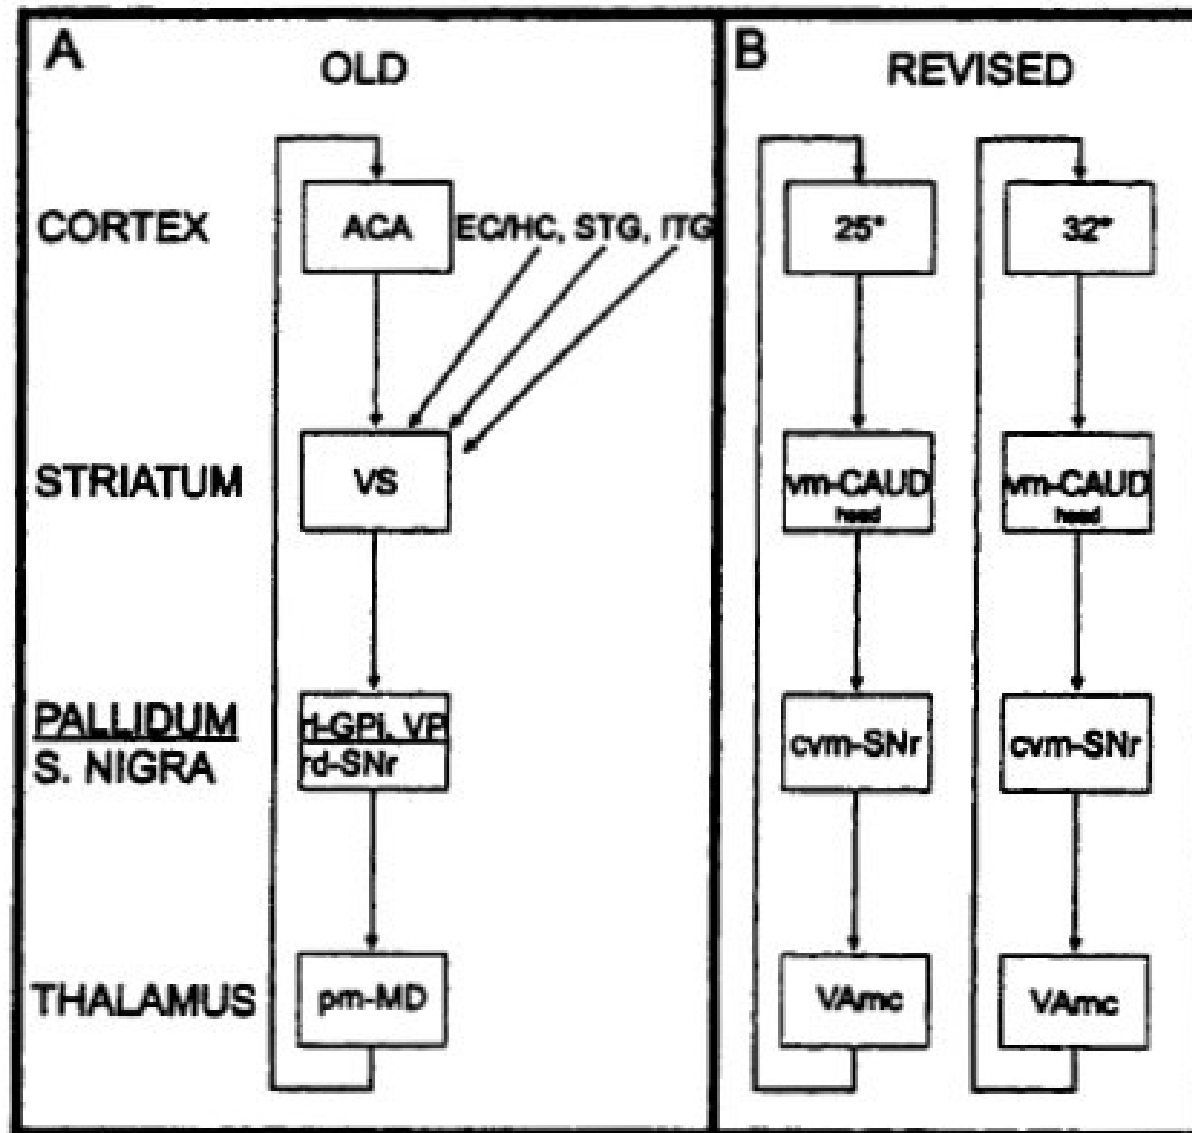 A
OLD
CORTEX
ACA
EC/HC, STG, ITG
STRIATUM
VS
PALLIDUM
S. NIGRA
rl-GPi, VP
rd-SNr
THALAMUS
pm-MD
B
REVISED
25*
32*
vm-CAUD
head
vm-CAUD
head
cvm-SNr
cvm-SNr
VAmc
VAmc